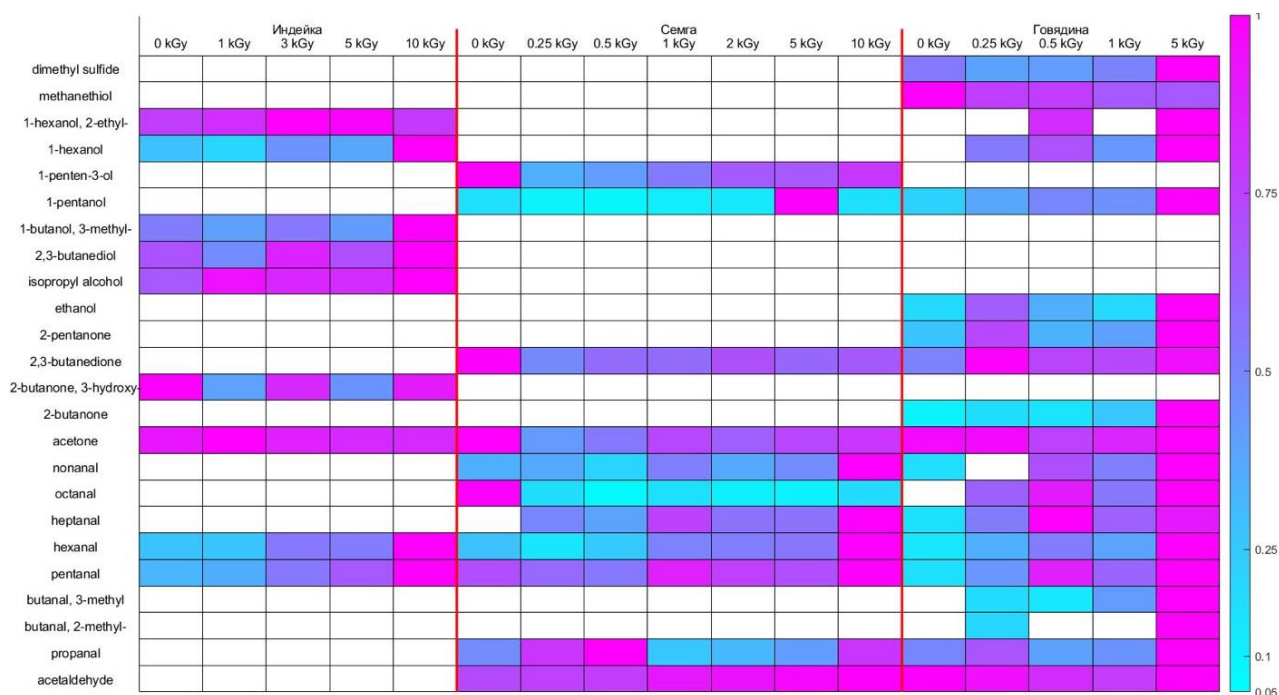 Индейка Семга Говядина
0 kGy 1 kGy 3 kGy 5 kGy 10 kGy 0 kGy 0.25 kGy 0.5 kGy 1 kGy 2 kGy 5 kGy 10 kGy 0 kGy 0.25 kGy 0.5 kGy 1 kGy 5 kGy
dimethyl sulfide
methanethiol
1-hexanol, 2-ethyl-
1-hexanol
1-penten-3-ol
1-pentanol
1-butanol, 3-methyl-
2,3-butanediol
isopropyl alcohol
ethanol
2-pentanone
2,3-butanedione
2-butanone, 3-hydroxy-
2-butanone
acetone
nonanal
octanal
heptanal
hexanal
pentanal
butanal, 3-methyl
butanal, 2-methyl-
propanal
acetaldehyde
1
0.75
0.5
0.25
0.1
0.05